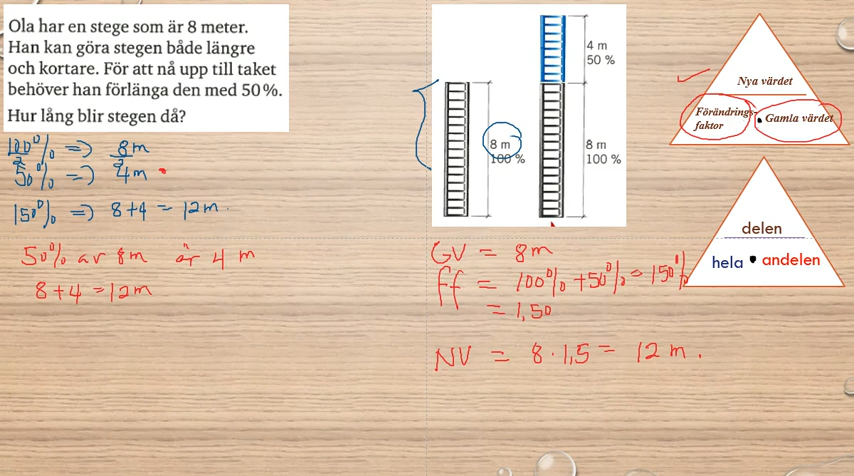 Ola har en stege som är 8 meter.
Han kan göra stegen både längre
och kortare. För att nå upp till taket
behöver han förlänga den med 50 %.
Hur lång blir stegen då?
100% => 8m
2 2
50% => 4m
150% => 8+4 = 12m.
50% av 8m är 4 m
8+4 = 12m
4 m
50 %
8 m
100 %
8 m
100 %
GV = 8m
ff = 100% + 50% = 150%
= 1,50
NV = 8 · 1,5 = 12 m.
Nya värdet
Förändrings-
faktor
• Gamla värdet
delen
hela • andelen